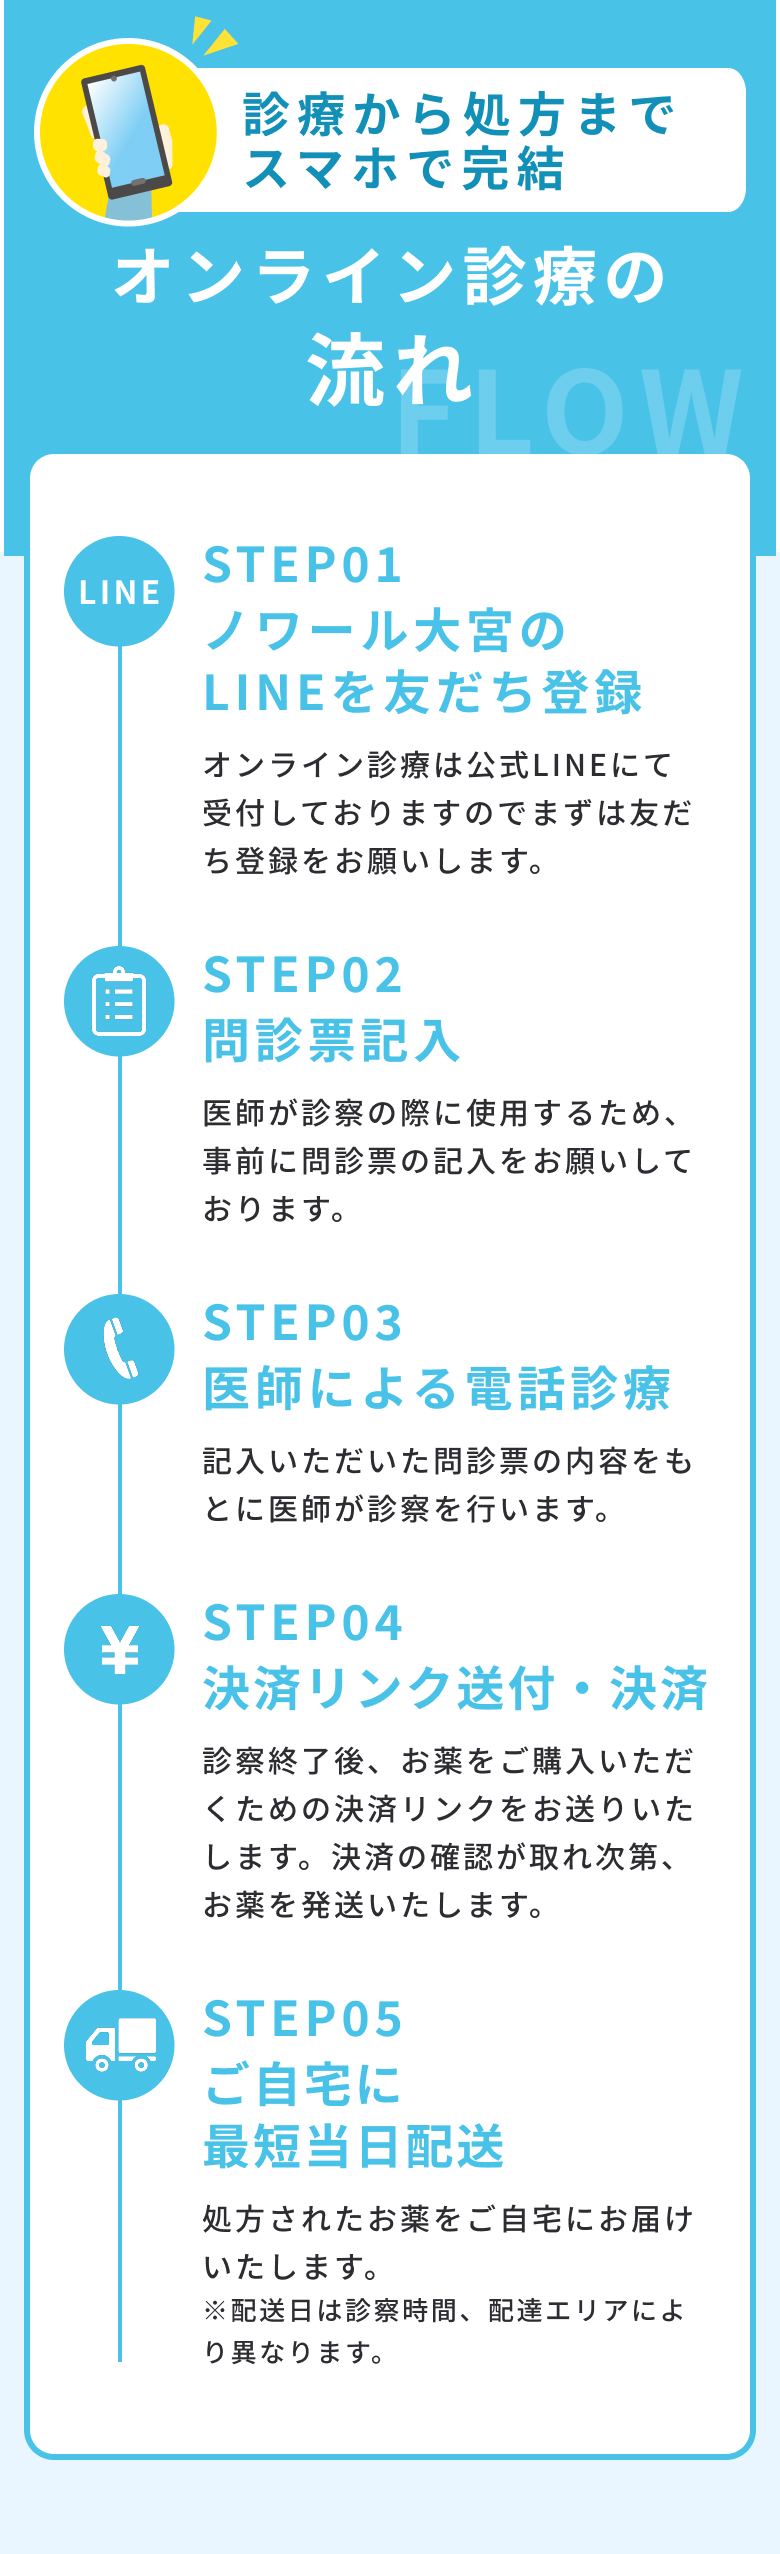 診療から処方まで
スマホで完結
オンライン診療の
流れ
FLOW
LINE
STEP01
ノワール大宮の
LINEを友だち登録
オンライン診療は公式LINEにて
受付しておりますのでまずは友だ
ち登録をお願いします。
STEP02
問診票記入
医師が診察の際に使用するため、
事前に問診票の記入をお願いして
おります。
STEP03
医師による電話診療
記入いただいた問診票の内容をも
とに医師が診察を行います。
¥
STEP04
決済リンク送付・決済
診察終了後、お薬をご購入いただ
くための決済リンクをお送りいた
します。決済の確認が取れ次第、
お薬を発送いたします。
STEP05
ご自宅に
最短当日配送
処方されたお薬をご自宅にお届け
いたします。
※配送日は診察時間、配達エリアによ
り異なります。